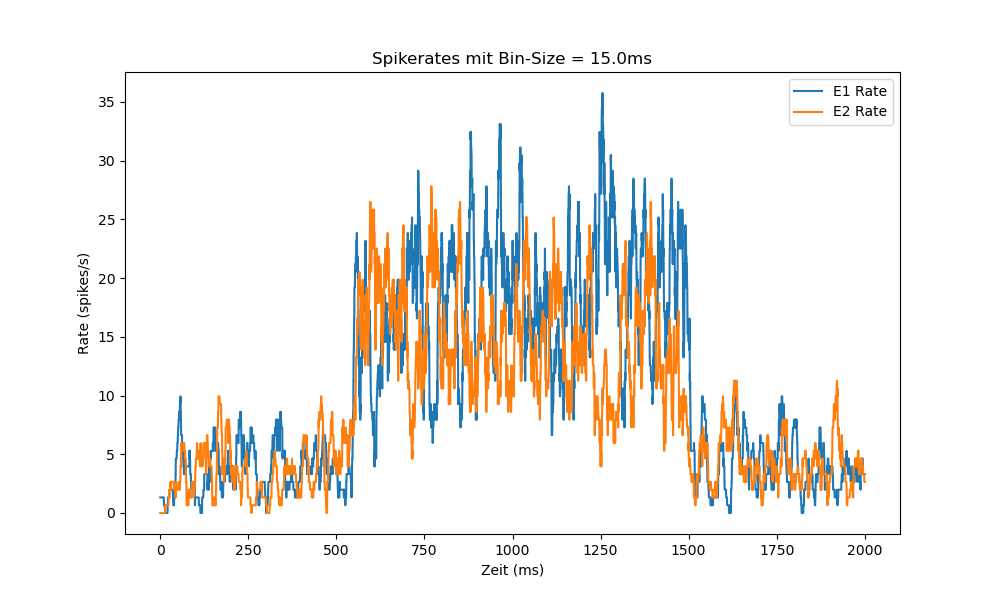 Spikerates mit Bin-Size = 15.0ms
E1 Rate
E2 Rate
35
30
25
20
15
10
5
0
Rate (spikes/s)
0 250 500 750 1000 1250 1500 1750 2000
Zeit (ms)